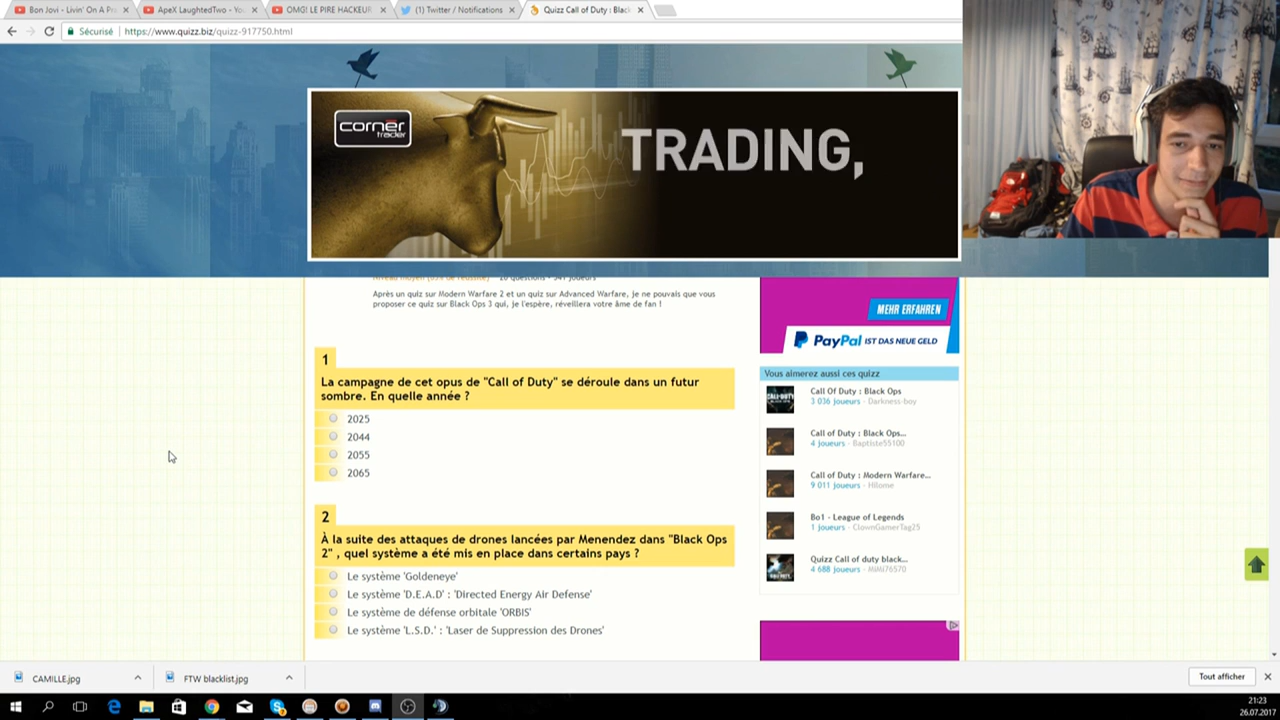 Bon Jovi - Livin' On A Pr
ApeX LaughtedTwo - You
OMG! LE PIRE HACKEUR
(1) Twitter / Notifications
Quizz Call of Duty : Black
Sécurisé
https://www.quizz.biz/quizz-917750.html
corner
trader
TRADING,
20 questions - 541 joueurs
Après un quiz sur Modern Warfare 2 et un quiz sur Advanced Warfare, je ne pouvais que vous
proposer ce quiz sur Black Ops 3 qui, je l'espère, réveillera votre âme de fan !
MEHR ERFAHREN
PayPal IST DAS NEUE GELD
1
La campagne de cet opus de "Call of Duty" se déroule dans un futur
sombre. En quelle année ?
2025
2044
2055
2065
2
À la suite des attaques de drones lancées par Menendez dans "Black Ops
2" , quel système a été mis en place dans certains pays ?
Le système 'Goldeneye'
Le système 'D.E.A.D' : 'Directed Energy Air Defense'
Le système de défense orbitale 'ORBIS'
Le système 'L.S.D.' : 'Laser de Suppression des Drones'
Vous aimerez aussi ces quizz
Call Of Duty : Black Ops
3 036 joueurs - Darkness-boy
Call of Duty : Black Ops...
4 joueurs - Baptiste55100
Call of Duty : Modern Warfare...
9 011 joueurs - Hilome
Bo1 - League of Legends
1 joueurs - ClownGamerTag25
Quizz Call of duty black...
4 688 joueurs - MiMi76570
CAMILLE.jpg
FTW blacklist.jpg
Tout afficher
21:23
26.07.2017